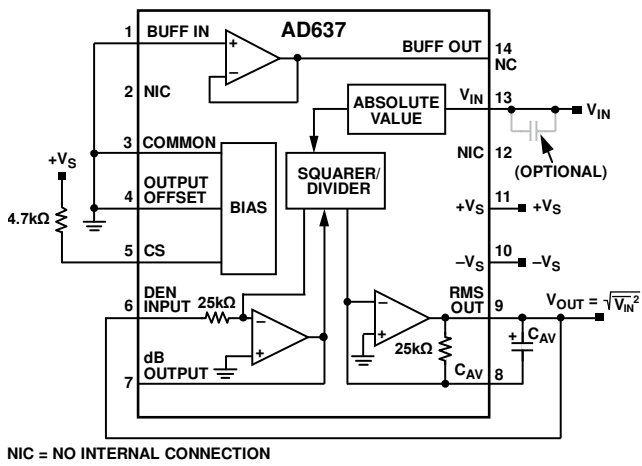 AD637
1 BUFF IN
+
−
BUFF OUT 14
NC
2 NIC
ABSOLUTE
VALUE
V_IN 13
V_IN
3 COMMON
NIC 12
(OPTIONAL)
+V_S
SQUARER/
DIVIDER
4 OUTPUT
OFFSET
BIAS
11
+V_S +V_S
4.7kΩ
5 CS
10
−V_S −V_S
6 DEN
INPUT
25kΩ
−
+
−
+
RMS
OUT 9
V_OUT = √V_IN²
25kΩ
+ C_AV
7 dB
OUTPUT
C_AV 8
NIC = NO INTERNAL CONNECTION